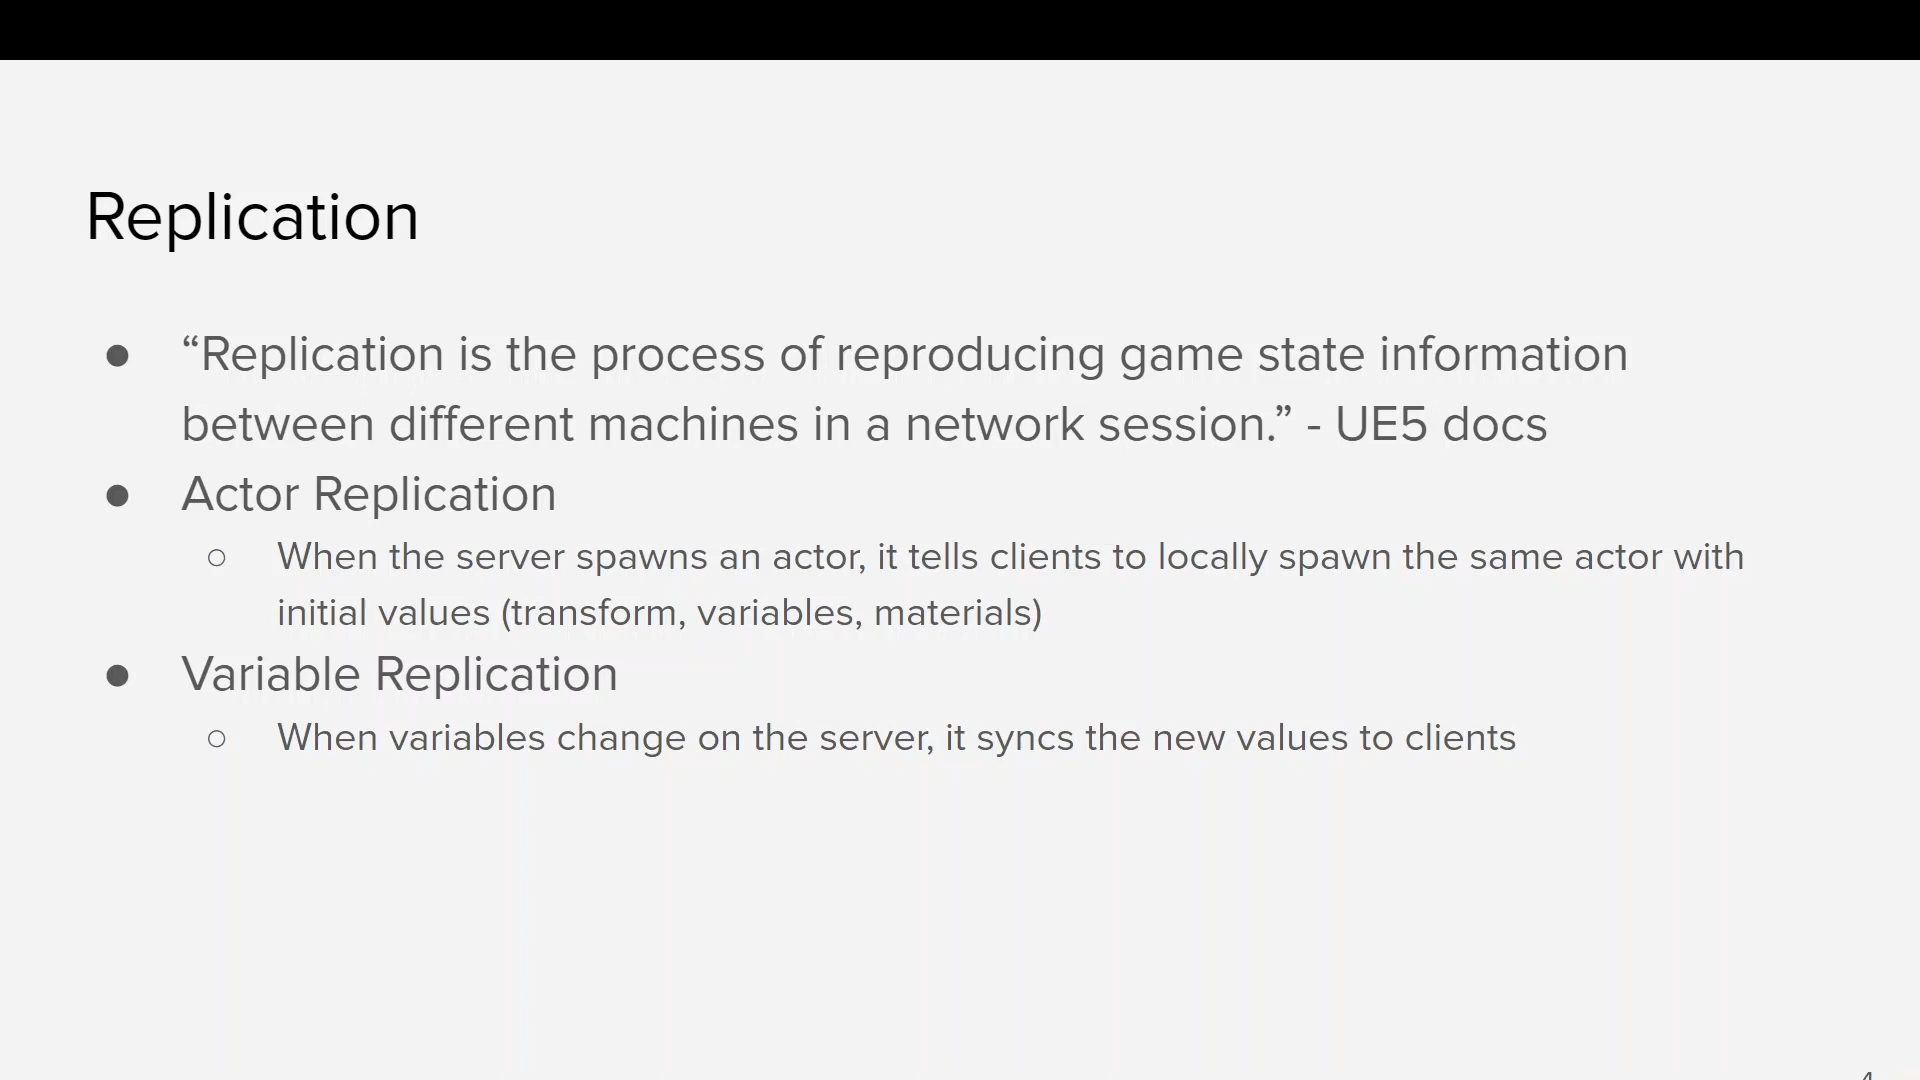 Replication
● “Replication is the process of reproducing game state information
between different machines in a network session.” - UE5 docs
● Actor Replication
○ When the server spawns an actor, it tells clients to locally spawn the same actor with
initial values (transform, variables, materials)
● Variable Replication
○ When variables change on the server, it syncs the new values to clients